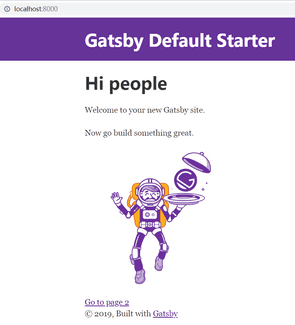 localhost:8000
Gatsby Default Starter
Hi people
Welcome to your new Gatsby site.
Now go build something great.
Go to page 2
© 2019, Built with Gatsby